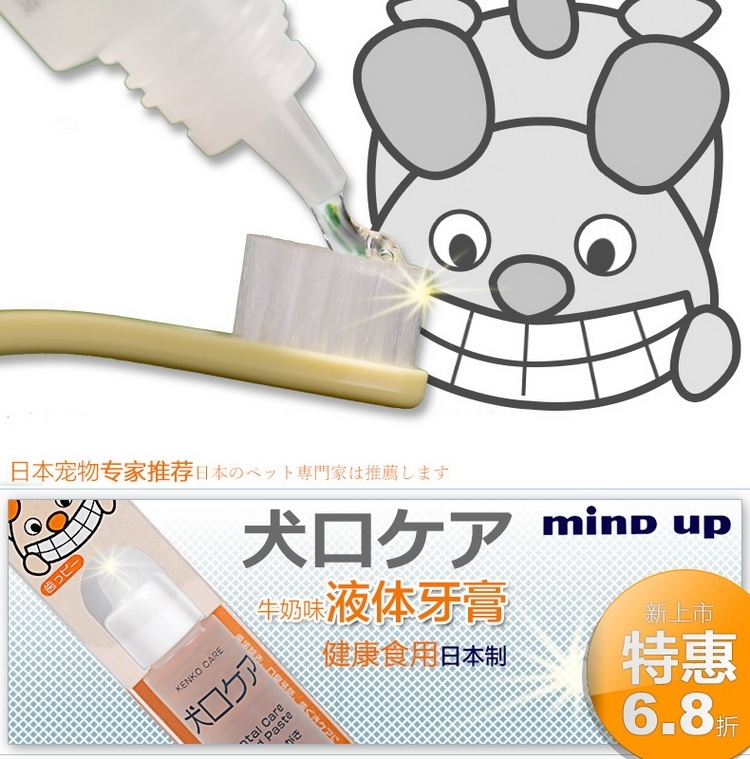 日本宠物专家推荐日本のペット専門家は推薦します
犬口ケア
mind up
牛奶味液体牙膏
健康食用日本制
新上市
特惠
6.8折
歯っピー
KENKO CARE
犬口ケア
ntal Care
Paste